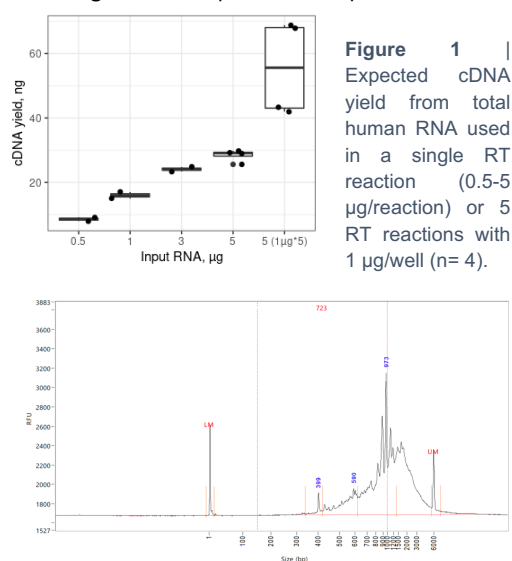 60
40
20
cDNA yield, ng
0.5 1 3 5 5 (1µg*5)
Input RNA, µg
Figure 1 |
Expected cDNA
yield from total
human RNA used
in a single RT
reaction (0.5-5
µg/reaction) or 5
RT reactions with
1 µg/well (n= 4).
3883
3600
3400
3200
3000
2800
2600
2400
2200
2000
1800
1527
RFU
723
973
LM
UM
399
590
1 100 200 300 400 500 600 700 800 900 1000 1200 1500 2000 3000 6000
Size (bp)